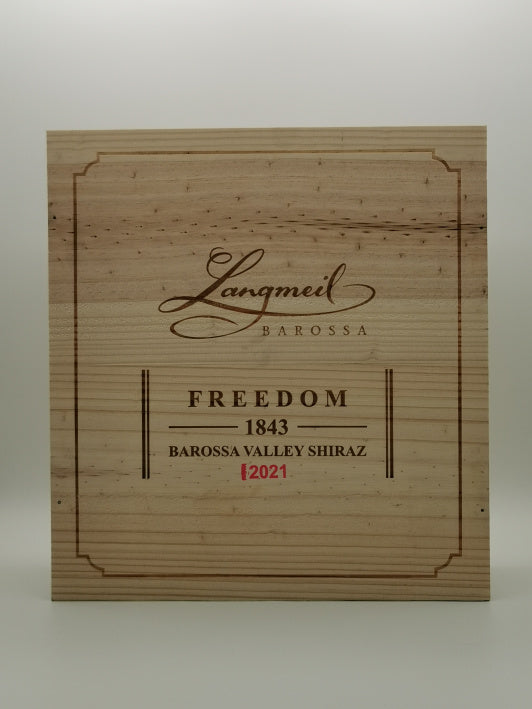 Langmeil
BAROSSA
FREEDOM
1843
BAROSSA VALLEY SHIRAZ
2021